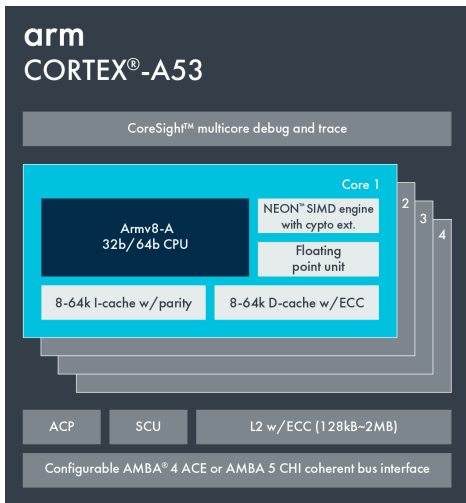 arm
CORTEX®-A53
CoreSight™ multicore debug and trace
Core 1
2
3
4
Armv8-A
32b/64b CPU
NEON™ SIMD engine
with cypto ext.
Floating
point unit
8-64k I-cache w/parity
8-64k D-cache w/ECC
ACP
SCU
L2 w/ECC (128kB~2MB)
Configurable AMBA® 4 ACE or AMBA 5 CHI coherent bus interface